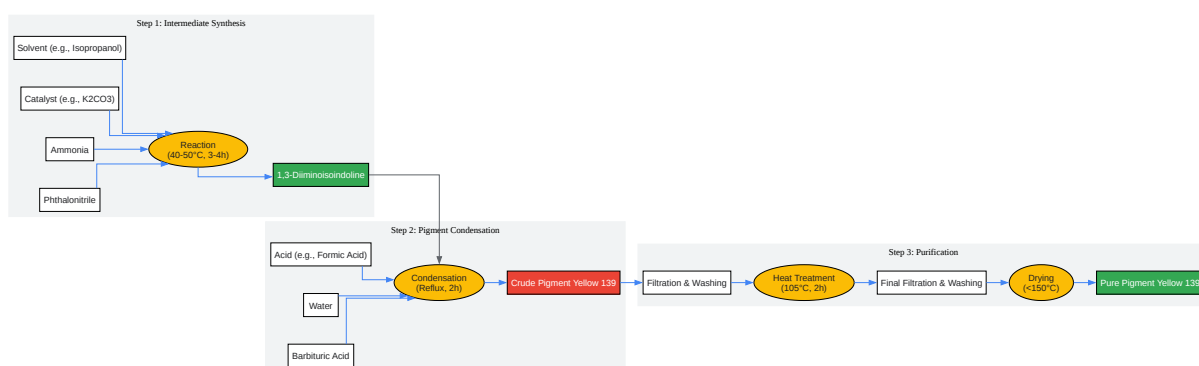 Step 1: Intermediate Synthesis
Solvent (e.g., Isopropanol)
Catalyst (e.g., K2CO3)
Ammonia
Phthalonitrile
Reaction
(40-50°C, 3-4h)
1,3-Diiminoisoindoline
Step 2: Pigment Condensation
Acid (e.g., Formic Acid)
Water
Barbituric Acid
Condensation
(Reflux, 2h)
Crude Pigment Yellow 139
Step 3: Purification
Filtration & Washing
Heat Treatment
(105°C, 2h)
Final Filtration & Washing
Drying
(<150°C)
Pure Pigment Yellow 139